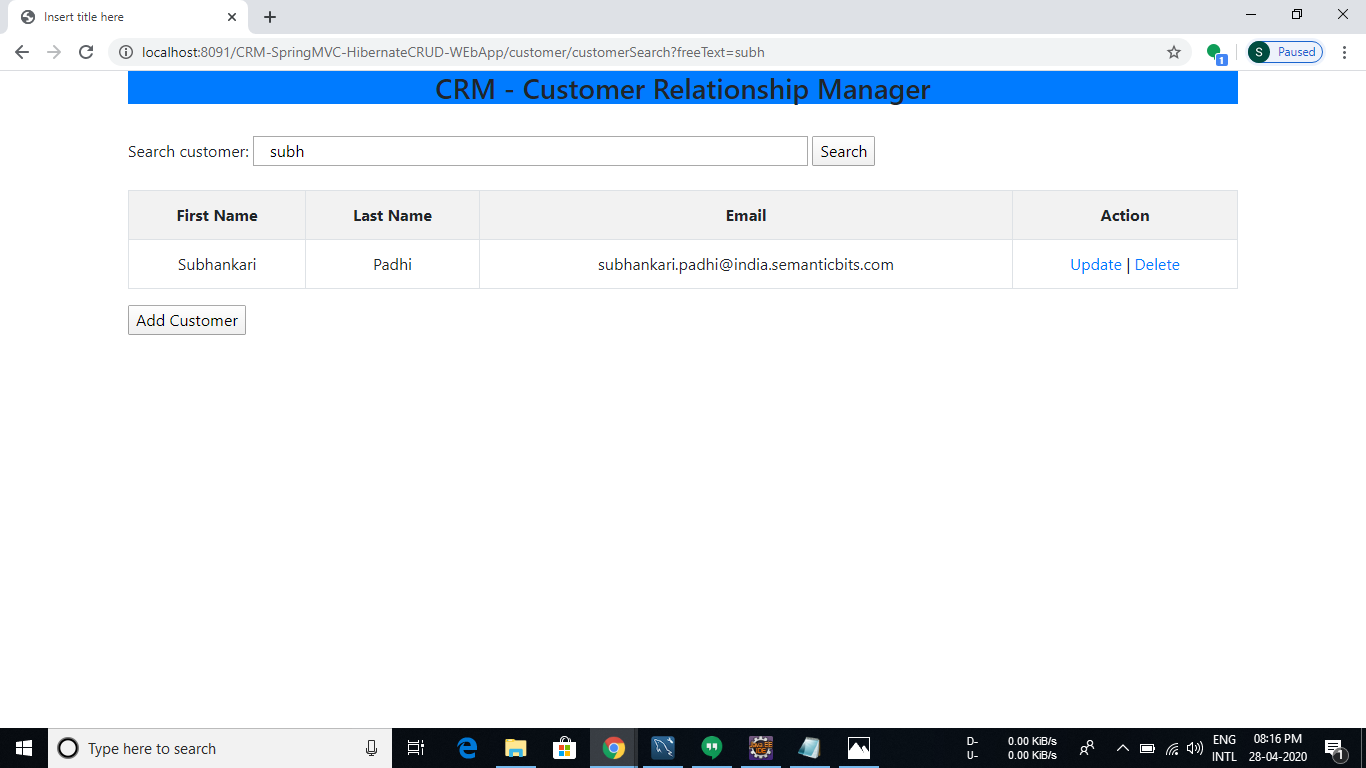 Insert title here
localhost:8091/CRM-SpringMVC-HibernateCRUD-WEbApp/customer/customerSearch?freeText=subh
1
S Paused
CRM - Customer Relationship Manager
Search customer: subh Search
First Name Last Name Email Action
Subhankari Padhi subhankari.padhi@india.semanticbits.com Update | Delete
Add Customer
Type here to search
D- 0.00 KiB/s
U- 0.00 KiB/s
ENG
INTL
08:16 PM
28-04-2020
1